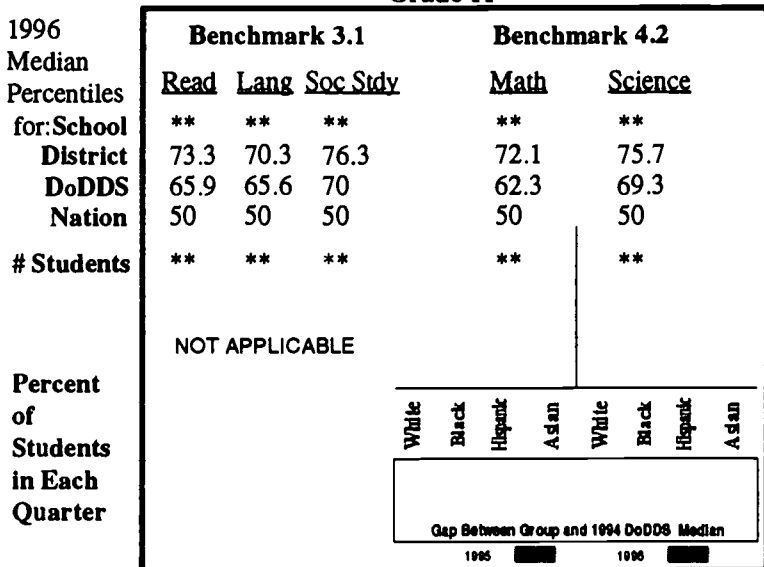 1996 Benchmark 3.1 Benchmark 4.2
Median
Percentiles Read Lang Soc Stdy Math Science
for:School ** ** ** ** **
District 73.3 70.3 76.3 72.1 75.7
DoDDS 65.9 65.6 70 62.3 69.3
Nation 50 50 50 50 50
# Students ** ** ** ** **
NOT APPLICABLE
Percent
of
Students
in Each
Quarter
White Black Hispanic Asian White Black Hispanic Asian
Gap Between Group and 1994 DoDDS Median
1995 1996